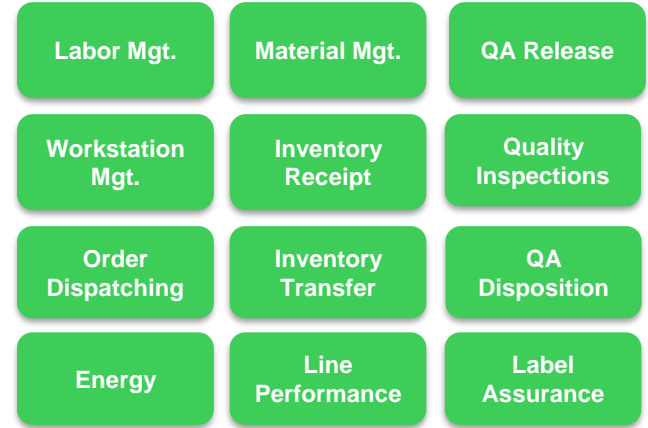 Labor Mgt.
Material Mgt.
QA Release
Workstation
Mgt.
Inventory
Receipt
Quality
Inspections
Order
Dispatching
Inventory
Transfer
QA
Disposition
Energy
Line
Performance
Label
Assurance